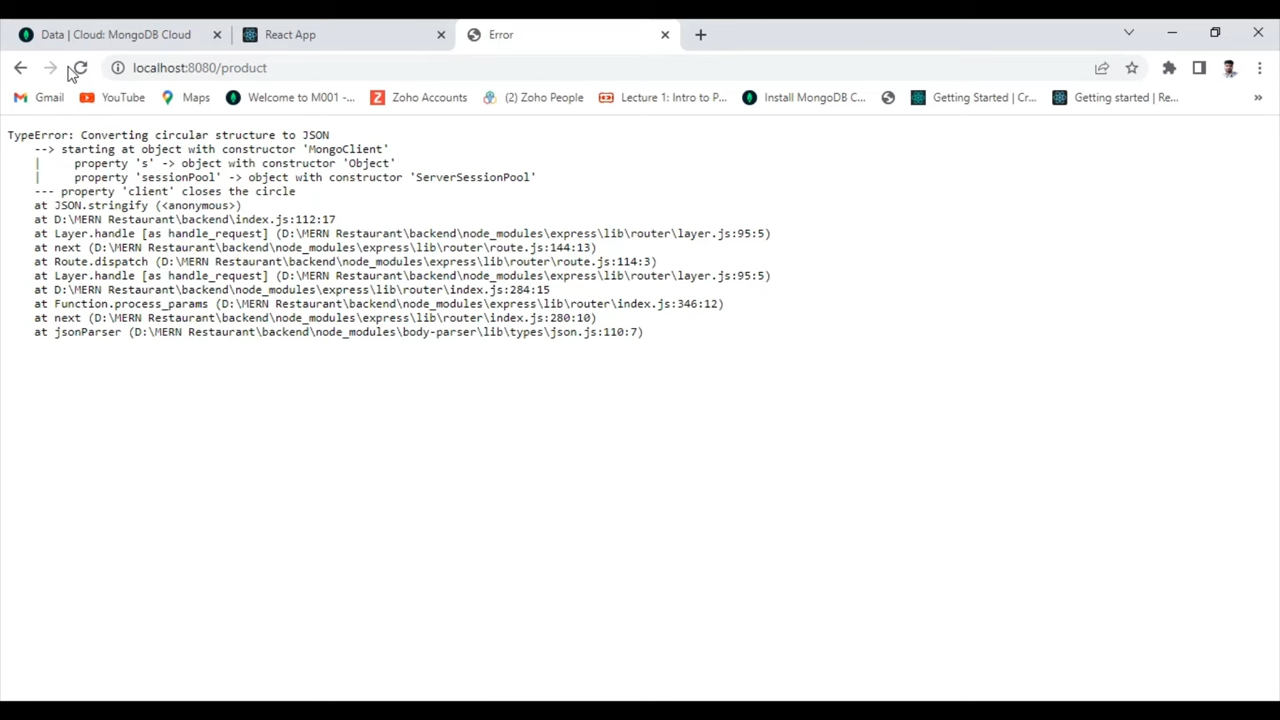 Data | Cloud: MongoDB Cloud
React App
Error
localhost:8080/product
Gmail
YouTube
Maps
Welcome to M001 -...
Zoho Accounts
(2) Zoho People
Lecture 1: Intro to P...
Install MongoDB C...
Getting Started | Cr...
Getting started | Re...
TypeError: Converting circular structure to JSON
--> starting at object with constructor 'MongoClient'
|     property 's' -> object with constructor 'Object'
|     property 'sessionPool' -> object with constructor 'ServerSessionPool'
--- property 'client' closes the circle
at JSON.stringify (<anonymous>)
at D:\MERN Restaurant\backend\index.js:112:17
at Layer.handle [as handle_request] (D:\MERN Restaurant\backend\node_modules\express\lib\router\layer.js:95:5)
at next (D:\MERN Restaurant\backend\node_modules\express\lib\router\route.js:144:13)
at Route.dispatch (D:\MERN Restaurant\backend\node_modules\express\lib\router\route.js:114:3)
at Layer.handle [as handle_request] (D:\MERN Restaurant\backend\node_modules\express\lib\router\layer.js:95:5)
at D:\MERN Restaurant\backend\node_modules\express\lib\router\index.js:284:15
at Function.process_params (D:\MERN Restaurant\backend\node_modules\express\lib\router\index.js:346:12)
at next (D:\MERN Restaurant\backend\node_modules\express\lib\router\index.js:280:10)
at jsonParser (D:\MERN Restaurant\backend\node_modules\body-parser\lib\types\json.js:110:7)